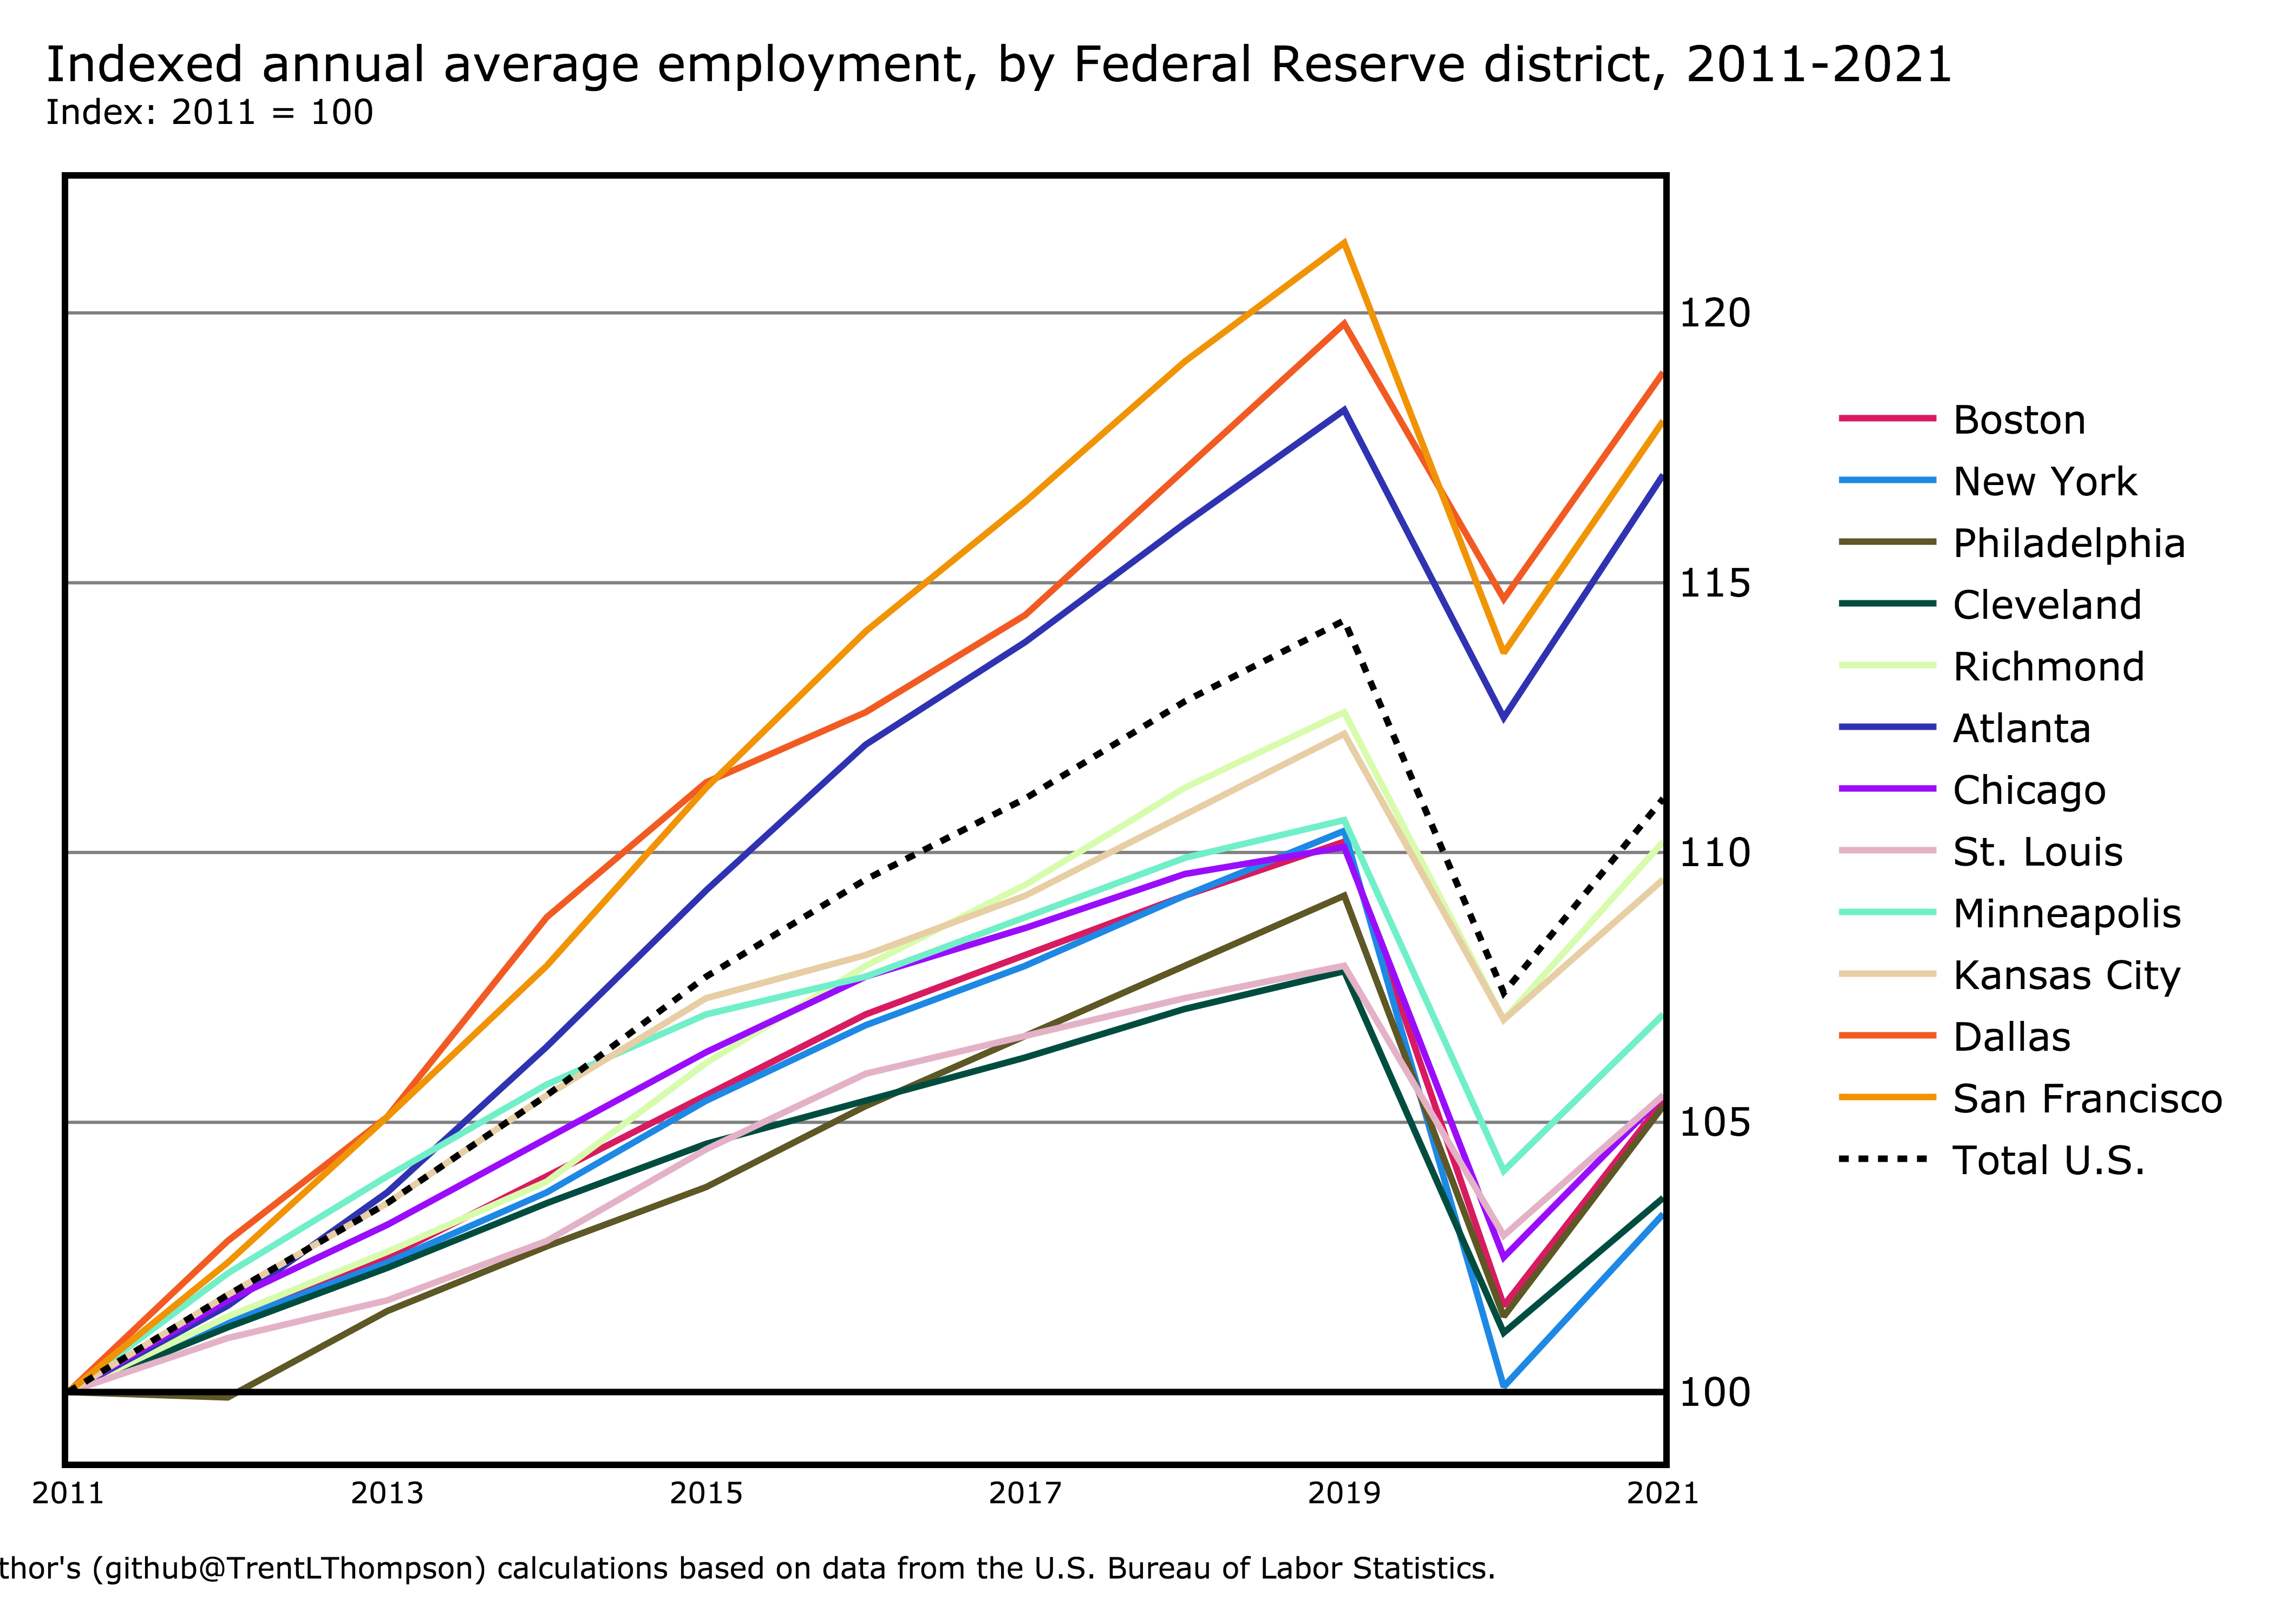 Indexed annual average employment, by Federal Reserve district, 2011-2021
Index: 2011 = 100
120
115
110
105
100
Boston
New York
Philadelphia
Cleveland
Richmond
Atlanta
Chicago
St. Louis
Minneapolis
Kansas City
Dallas
San Francisco
Total U.S.
2011 2013 2015 2017 2019 2021
thor's (github@TrentLThompson) calculations based on data from the U.S. Bureau of Labor Statistics.